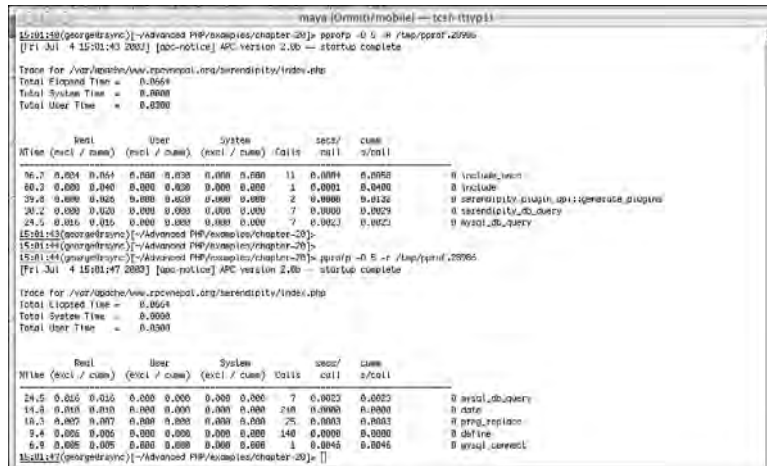 maya (Omniti/mobile) — tcsh (ttyp1)
15:01:40(george@rsync)[~/Advanced PHP/examples/chapter-20]> pprofp -O 5 -R /tmp/pprof.20986
[Fri Jul 4 15:01:43 2003] [apc-notice] APC version 2.0b — startup complete
Trace for /var/apache/www.rpcvnepal.org/serendipity/index.php
Total Elapsed Time = 0.0664
Total System Time = 0.0000
Total User Time = 0.0300
Real User System secs/ cumm
%Time (excl / cumm) (excl / cumm) (excl / cumm) Calls call s/call
96.2 0.004 0.064 0.000 0.030 0.000 0.000 11 0.0004 0.0058 0 include_once
60.3 0.000 0.040 0.000 0.030 0.000 0.000 1 0.0001 0.0400 0 include
39.8 0.000 0.026 0.000 0.020 0.000 0.000 2 0.0000 0.0132 0 serendipity_plugin_api::generate_plugins
30.2 0.000 0.020 0.000 0.000 0.000 0.000 7 0.0000 0.0029 0 serendipity_db_query
24.5 0.016 0.016 0.000 0.000 0.000 0.000 7 0.0023 0.0023 0 mysql_db_query
15:01:43(george@rsync)[~/Advanced PHP/examples/chapter-20]>
15:01:44(george@rsync)[~/Advanced PHP/examples/chapter-20]>
15:01:44(george@rsync)[~/Advanced PHP/examples/chapter-20]> pprofp -O 5 -r /tmp/pprof.20986
[Fri Jul 4 15:01:47 2003] [apc-notice] APC version 2.0b — startup complete
Trace for /var/apache/www.rpcvnepal.org/serendipity/index.php
Total Elapsed Time = 0.0664
Total System Time = 0.0000
Total User Time = 0.0300
Real User System secs/ cumm
%Time (excl / cumm) (excl / cumm) (excl / cumm) Calls call s/call
24.5 0.016 0.016 0.000 0.000 0.000 0.000 7 0.0023 0.0023 0 mysql_db_query
14.8 0.010 0.010 0.000 0.000 0.000 0.000 210 0.0000 0.0000 0 date
10.3 0.007 0.007 0.000 0.000 0.000 0.000 25 0.0003 0.0003 0 preg_replace
9.4 0.006 0.006 0.000 0.000 0.000 0.000 140 0.0000 0.0000 0 define
6.9 0.005 0.005 0.000 0.000 0.000 0.000 1 0.0046 0.0046 0 mysql_connect
15:01:47(george@rsync)[~/Advanced PHP/examples/chapter-20]>